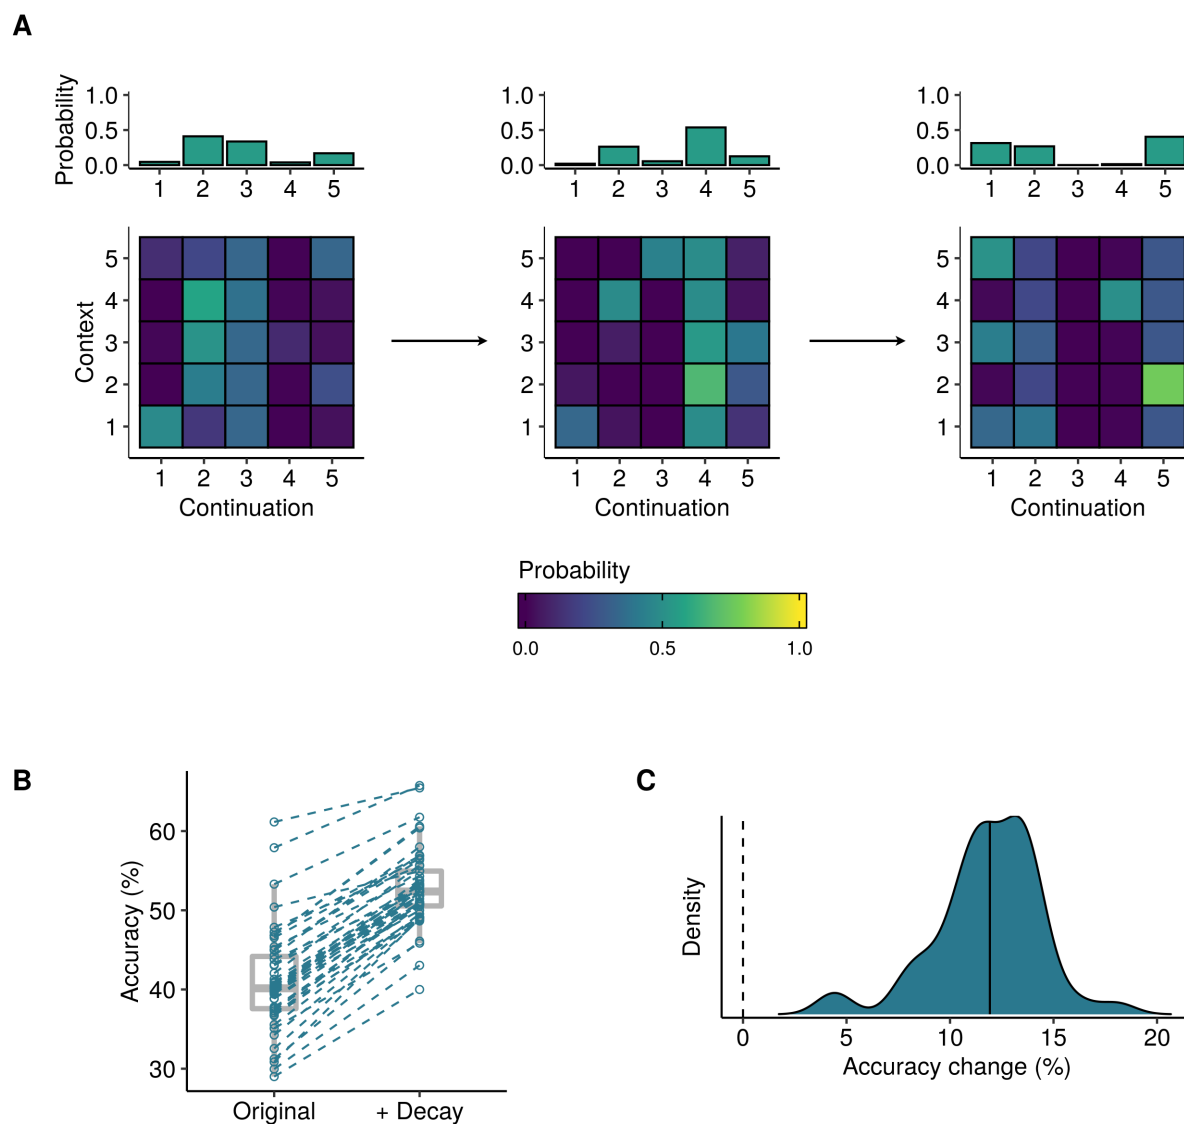 A
Probability
1.0
0.5
0.0
1 2 3 4 5
1.0
0.5
0.0
1 2 3 4 5
1.0
0.5
0.0
1 2 3 4 5
Context
5
4
3
2
1
1 2 3 4 5
Continuation
5
4
3
2
1
1 2 3 4 5
Continuation
5
4
3
2
1
1 2 3 4 5
Continuation
Probability
0.0 0.5 1.0
B
Accuracy (%)
60
50
40
30
Original + Decay
C
Density
0 5 10 15 20
Accuracy change (%)